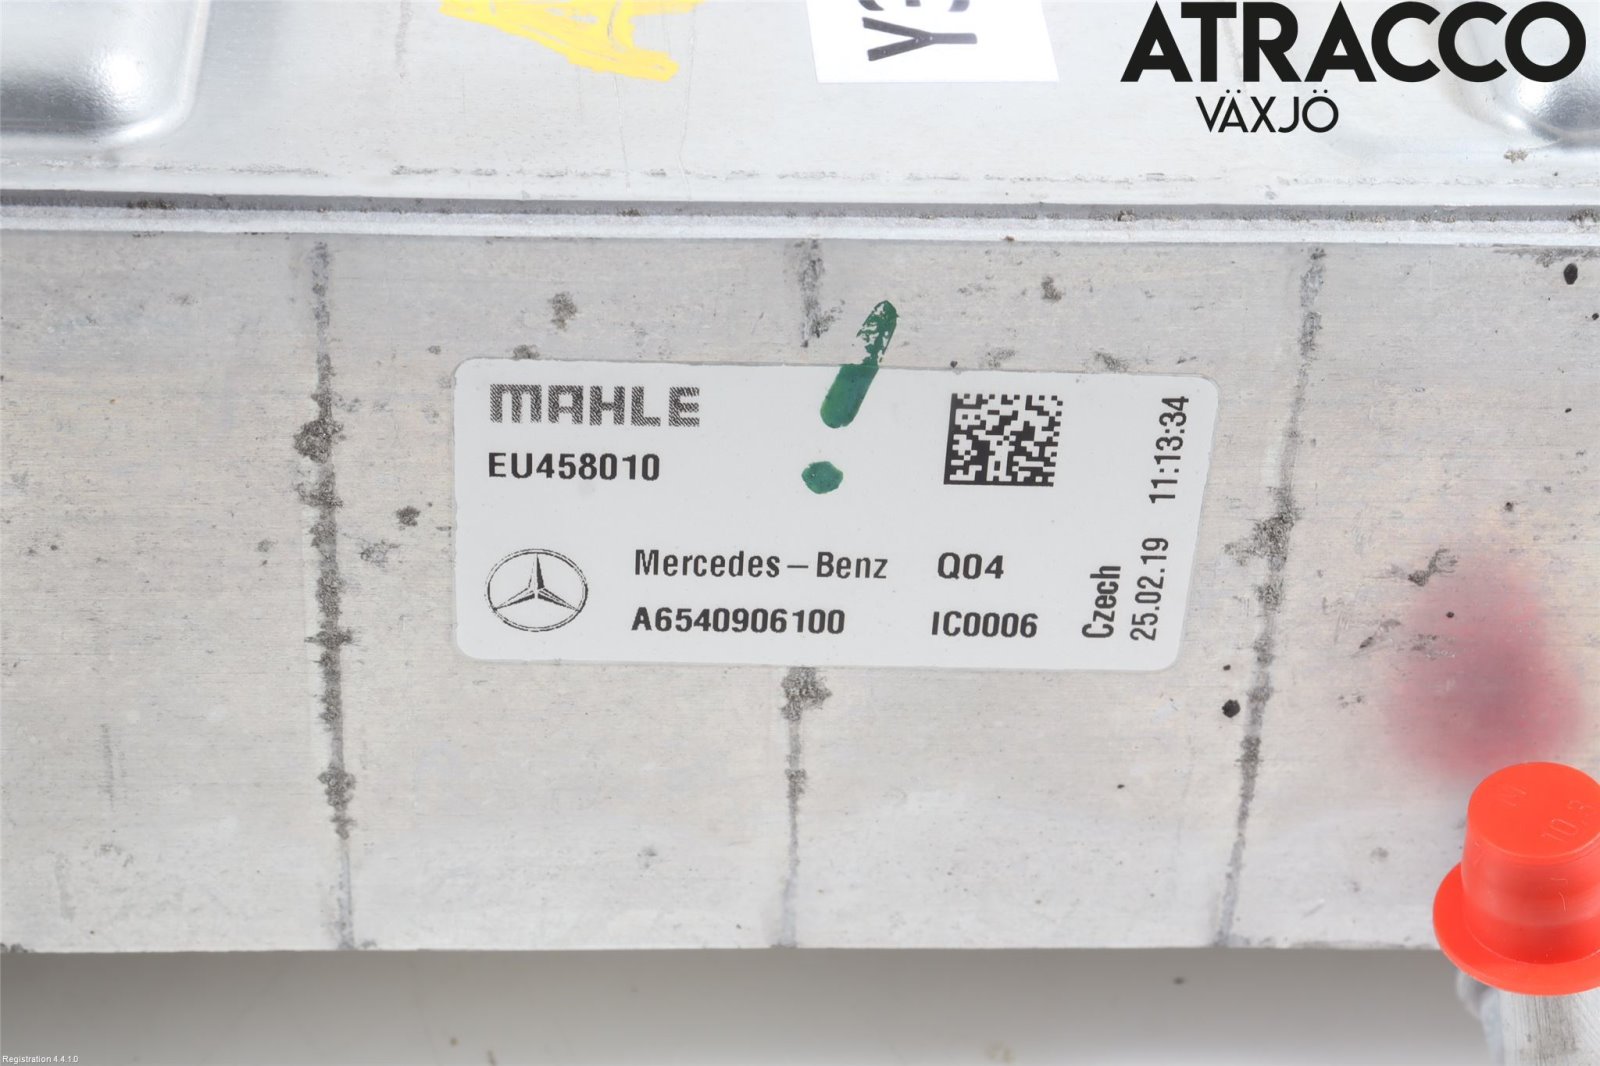 ATRACCO
VÄXJÖ
MAHLE
EU458010
Mercedes-Benz Q04
A6540906100 IC0006
Czech
25.02.19 11:13:34
Registration 4.4.1.0